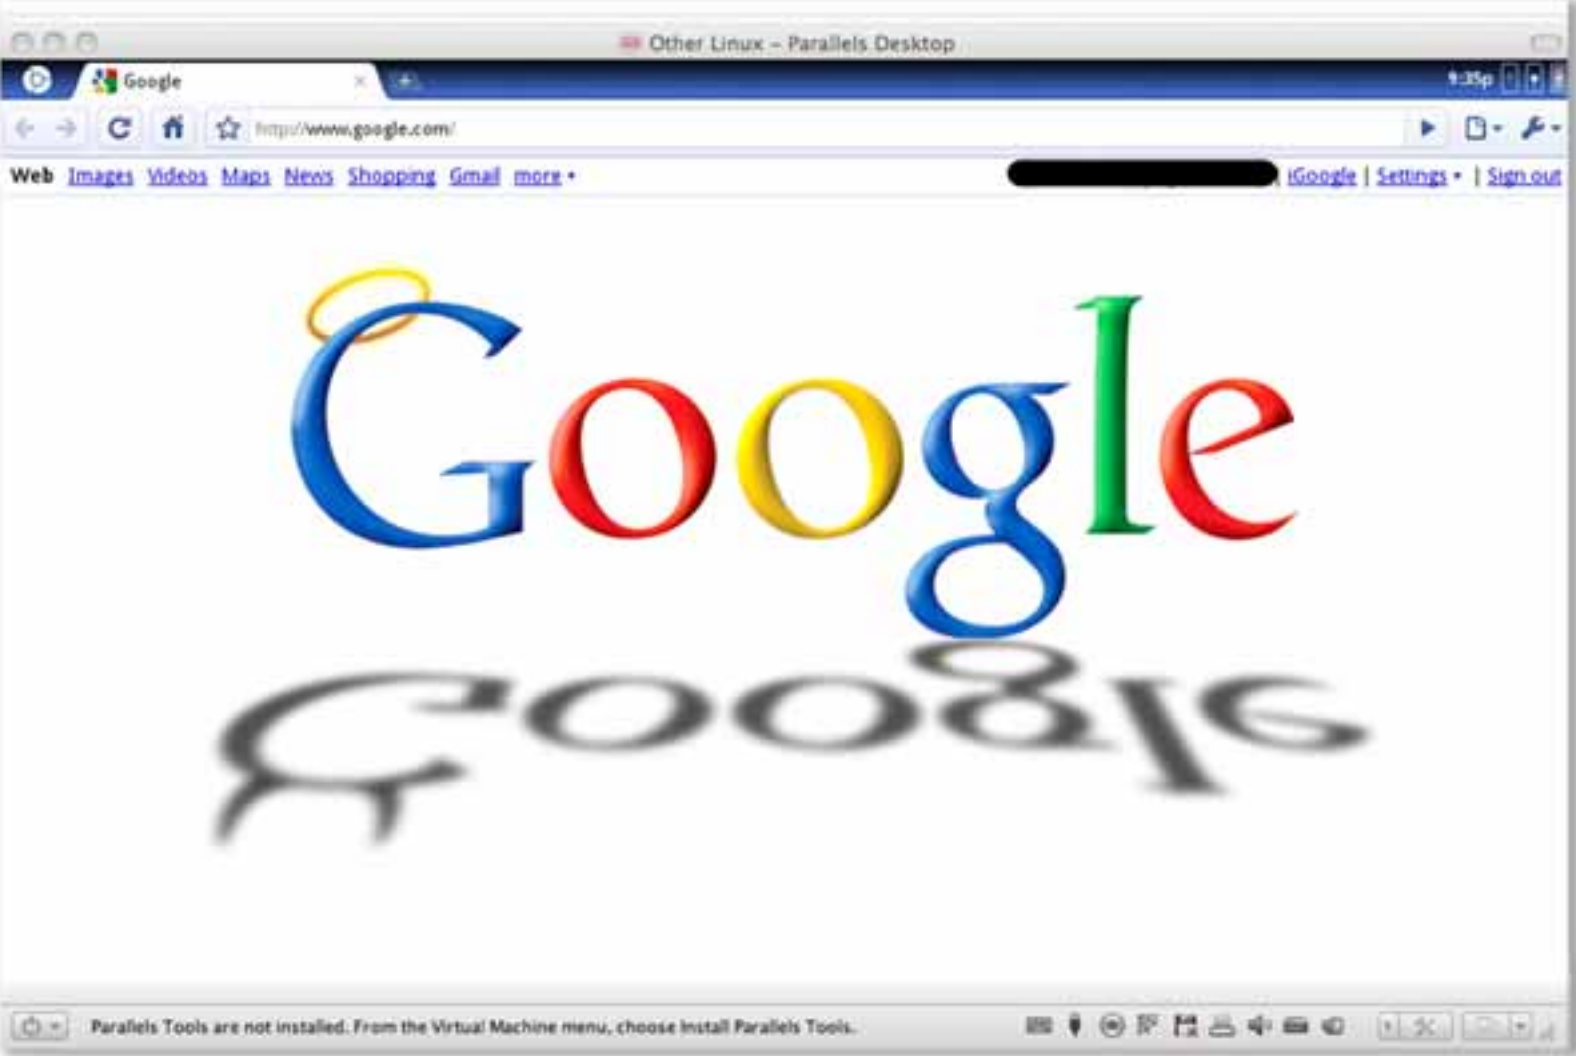 Other Linux – Parallels Desktop
Google
9:35p
http://www.google.com/
Web Images Videos Maps News Shopping Gmail more
iGoogle | Settings | Sign out
Google
Google
Parallels Tools are not installed. From the Virtual Machine menu, choose Install Parallels Tools.